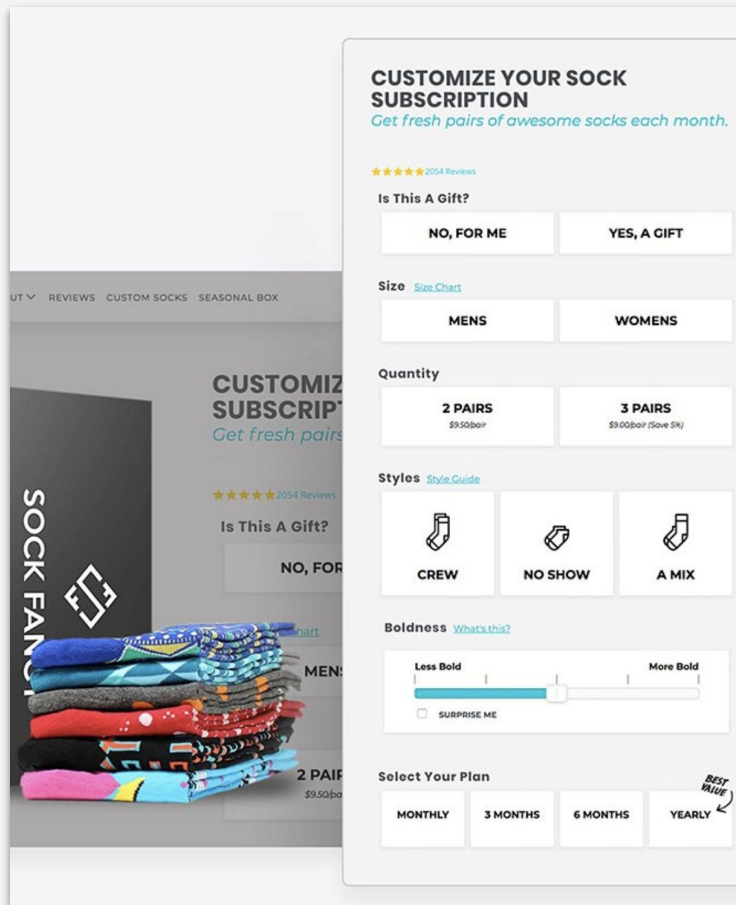 CUSTOMIZE YOUR SOCK
SUBSCRIPTION
Get fresh pairs of awesome socks each month.
2054 Reviews
Is This A Gift?
NO, FOR ME
YES, A GIFT
Size Size Chart
MENS
WOMENS
Quantity
2 PAIRS
$9.50/pair
3 PAIRS
$9.00/pair (Save 5%)
Styles Style Guide
CREW
NO SHOW
A MIX
Boldness What's this?
Less Bold
More Bold
SURPRISE ME
Select Your Plan
BEST
VALUE
MONTHLY
3 MONTHS
6 MONTHS
YEARLY
UT REVIEWS CUSTOM SOCKS SEASONAL BOX
CUSTOMIZ
SUBSCRIP
Get fresh pairs
2054 Reviews
Is This A Gift?
NO, FOR
hart
MENS
2 PAIR
$9.50/pa
SOCK FANC